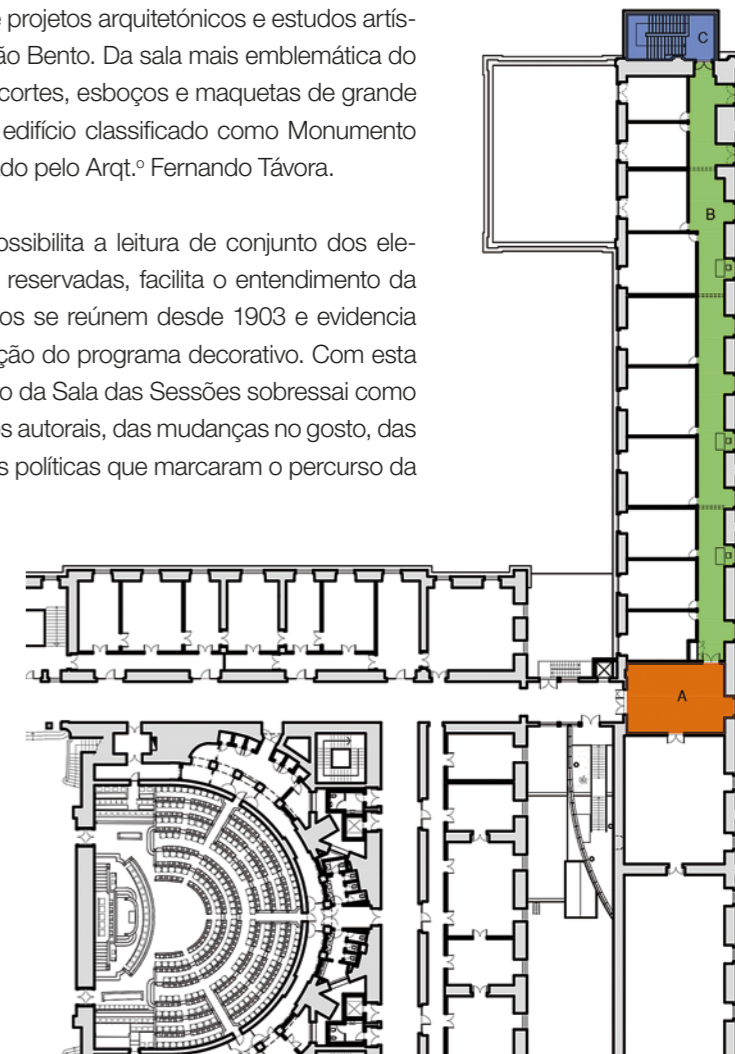 e projetos arquitetónicos e estudos artís-
ão Bento. Da sala mais emblemática do
cortes, esboços e maquetas de grande
edifício classificado como Monumento
do pelo Arqt.º Fernando Távora.
ossibilita a leitura de conjunto dos ele-
reservadas, facilita o entendimento da
os se reúnem desde 1903 e evidencia
ção do programa decorativo. Com esta
o da Sala das Sessões sobressai como
s autorais, das mudanças no gosto, das
s políticas que marcaram o percurso da
C
B
A